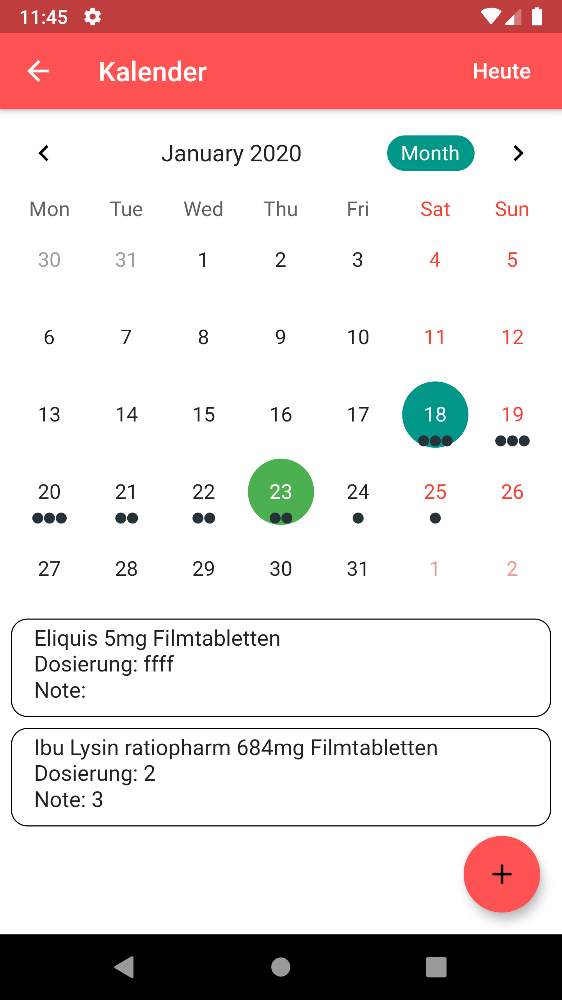 11:45
Kalender Heute
January 2020 Month
Mon Tue Wed Thu Fri Sat Sun
30 31 1 2 3 4 5
6 7 8 9 10 11 12
13 14 15 16 17 18 19
20 21 22 23 24 25 26
27 28 29 30 31 1 2
Eliquis 5mg Filmtabletten
Dosierung: ffff
Note:
Ibu Lysin ratiopharm 684mg Filmtabletten
Dosierung: 2
Note: 3